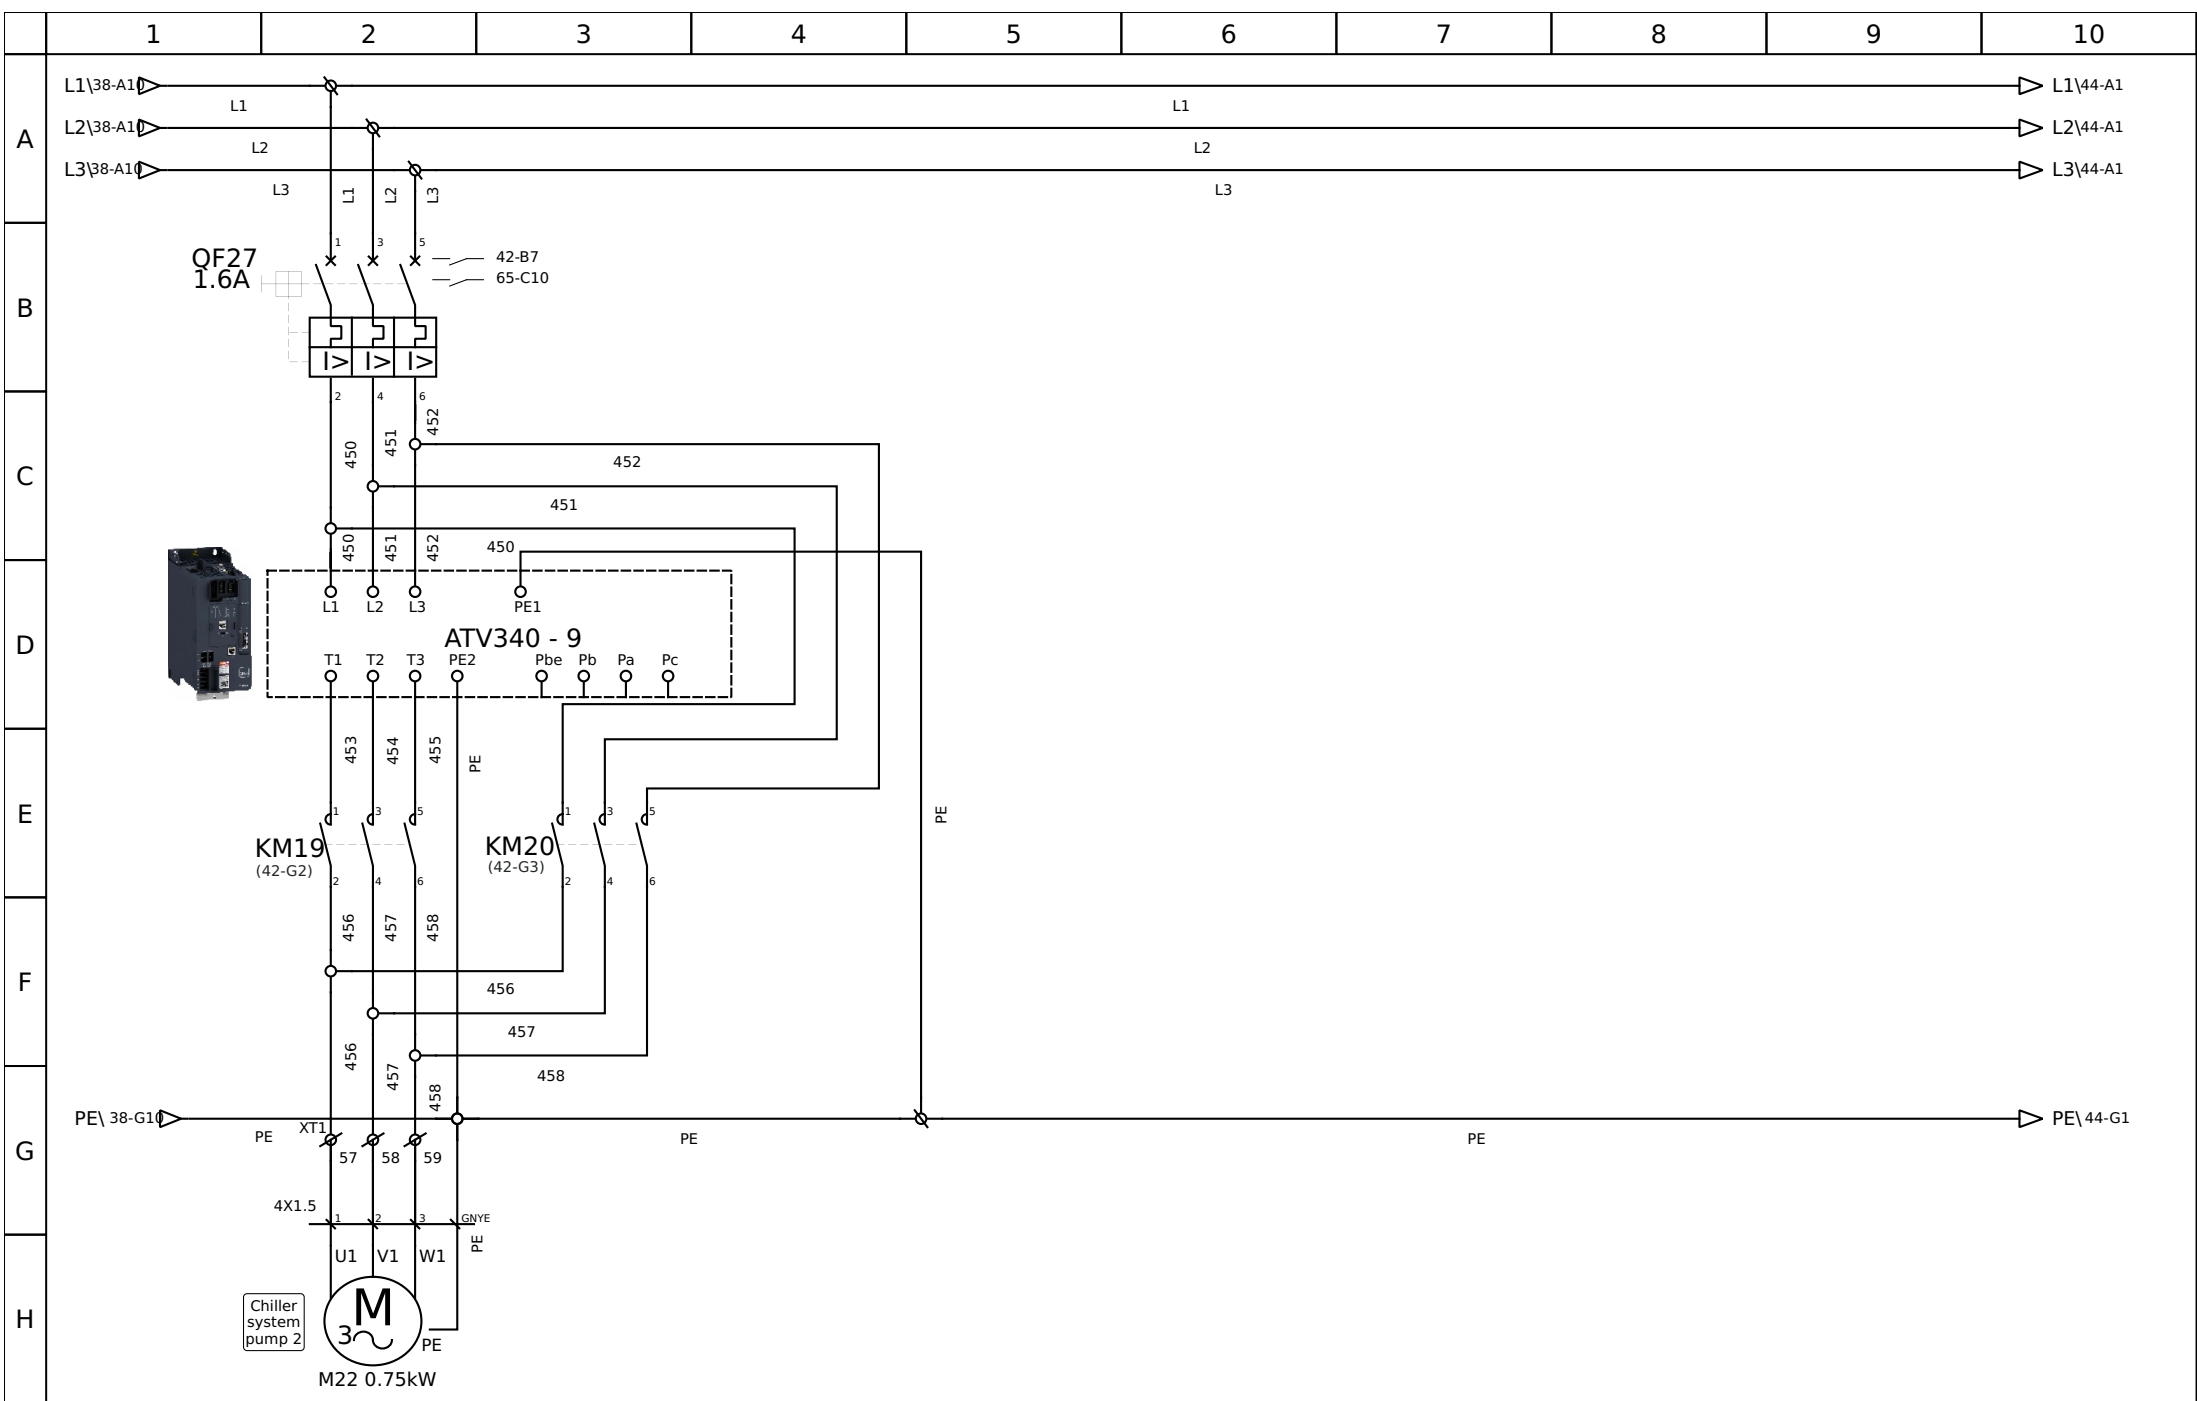 1 2 3 4 5 6 7 8 9 10
A
L1\38-A10
L1
L1
L1\44-A1
L2\38-A10
L2
L2
L2\44-A1
L3\38-A10
L3
L3
L3\44-A1
L1 L2 L3
B
QF27
1.6A
1 3 5
42-B7
65-C10
I> I> I>
2 4 6
C
450 451 452
452
451
450
450 451 452
D
L1 L2 L3 PE1
ATV340 - 9
T1 T2 T3 PE2 Pbe Pb Pa Pc
453 454 455 PE
E
1 3 5
KM19
(42-G2)
2 4 6
1 3 5
KM20
(42-G3)
2 4 6
PE
F
456 457 458
456
457
458
456 457 458
G
PE\ 38-G10
PE
PE
PE
PE\ 44-G1
XT1
57 58 59
4X1.5
1 2 3 GNYE
PE
H
U1 V1 W1
Chiller
system
pump 2
M
3
PE
M22 0.75kW